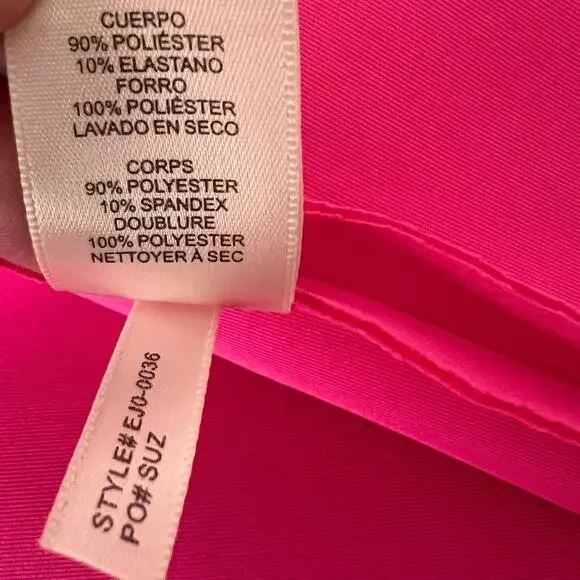 CUERPO
90% POLIÉSTER
10% ELASTANO
FORRO
100% POLIÉSTER
LAVADO EN SECO
CORPS
90% POLYESTER
10% SPANDEX
DOUBLURE
100% POLYESTER
NETTOYER À SEC
STYLE# EJ0-0036
PO# SUZ